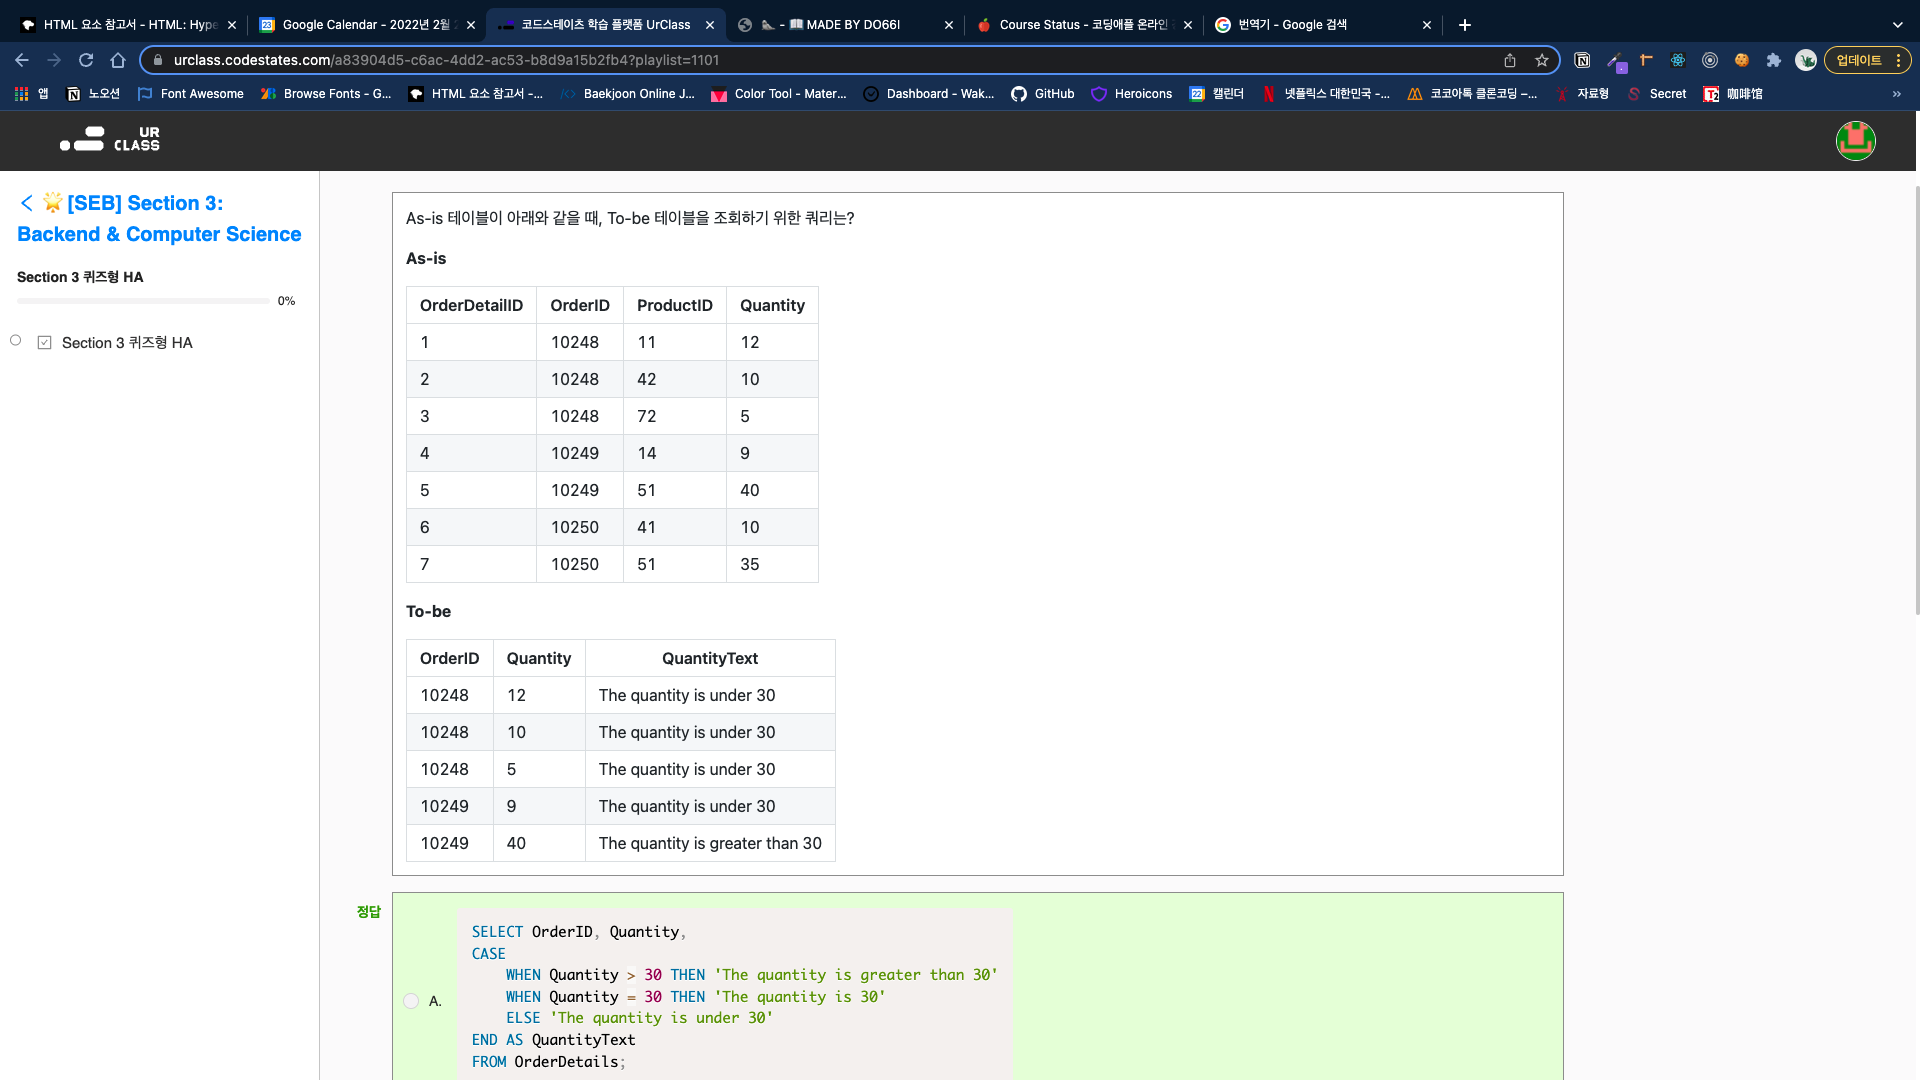 HTML 요소 참고서 - HTML: Hype
Google Calendar - 2022년 2월 2
코드스테이츠 학습 플랫폼 UrClass
- 📖 MADE BY DO66I
Course Status - 코딩애플 온라인
번역기 - Google 검색
urclass.codestates.com/a83904d5-c6ac-4dd2-ac53-b8d9a15b2fb4?playlist=1101
업데이트
앱
노오션
Font Awesome
Browse Fonts - G...
HTML 요소 참고서 -...
Baekjoon Online J...
Color Tool - Mater...
Dashboard - Wak...
GitHub
Heroicons
캘린더
넷플릭스 대한민국 -...
코코아톡 클론코딩 –...
자료형
Secret
咖啡馆
UR
CLASS
🌟[SEB] Section 3:
Backend & Computer Science
Section 3 퀴즈형 HA
0%
Section 3 퀴즈형 HA
As-is 테이블이 아래와 같을 때, To-be 테이블을 조회하기 위한 쿼리는?
As-is
OrderDetailID OrderID ProductID Quantity
1 10248 11 12
2 10248 42 10
3 10248 72 5
4 10249 14 9
5 10249 51 40
6 10250 41 10
7 10250 51 35
To-be
OrderID Quantity QuantityText
10248 12 The quantity is under 30
10248 10 The quantity is under 30
10248 5 The quantity is under 30
10249 9 The quantity is under 30
10249 40 The quantity is greater than 30
정답
A.
SELECT OrderID, Quantity,
CASE
WHEN Quantity > 30 THEN 'The quantity is greater than 30'
WHEN Quantity = 30 THEN 'The quantity is 30'
ELSE 'The quantity is under 30'
END AS QuantityText
FROM OrderDetails;